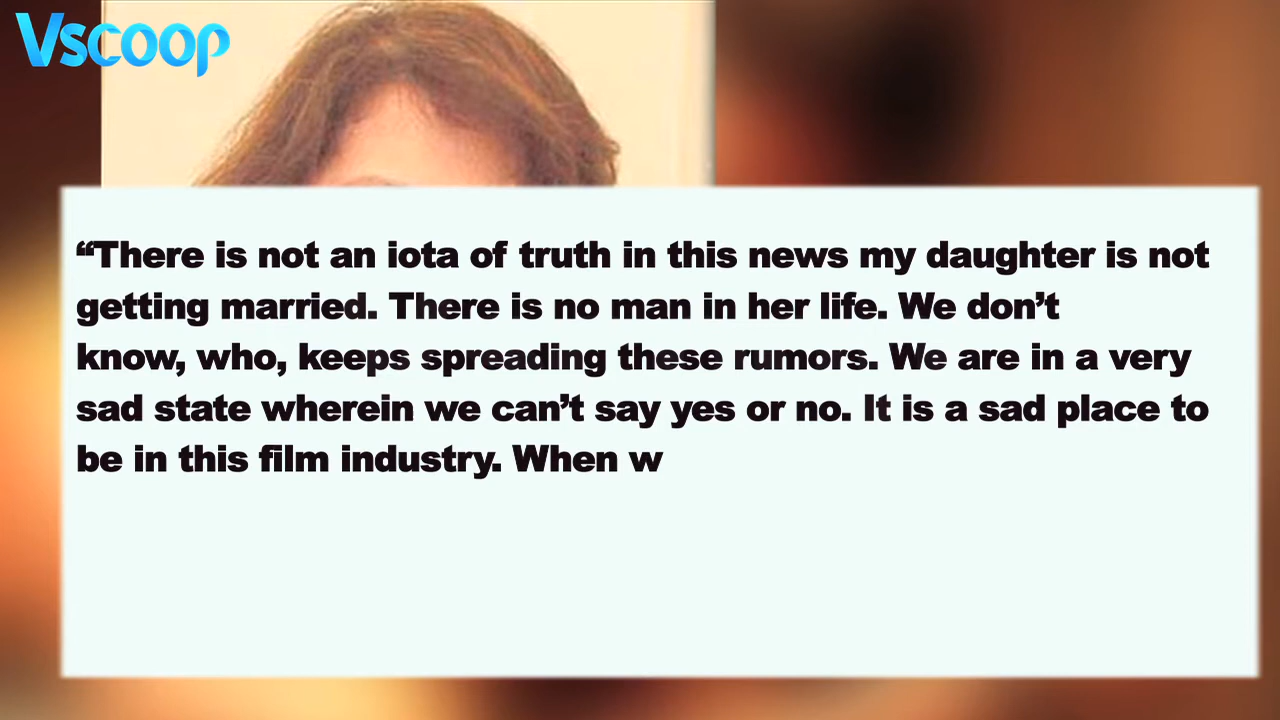 Vscoop
“There is not an iota of truth in this news my daughter is not
getting married. There is no man in her life. We don’t
know, who, keeps spreading these rumors. We are in a very
sad state wherein we can’t say yes or no. It is a sad place to
be in this film industry. When w